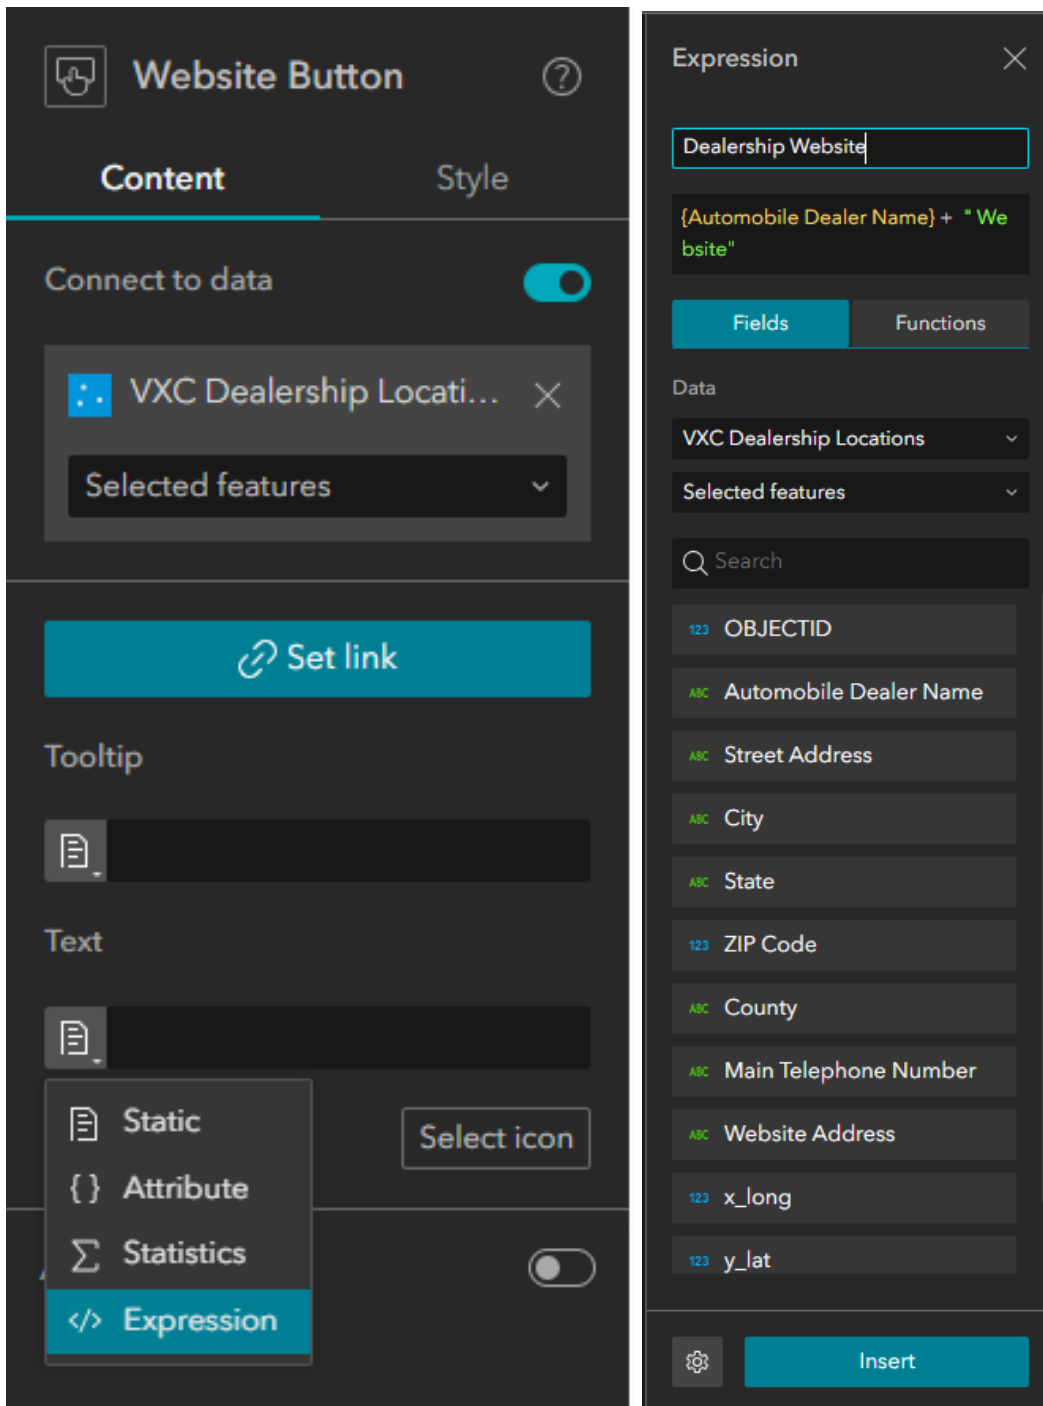 Website Button
?
Content
Style
Connect to data
VXC Dealership Locati...
Selected features
Set link
Tooltip
Text
Static
Select icon
{ } Attribute
Statistics
</> Expression
Expression
Dealership Website
{Automobile Dealer Name} + " We
bsite"
Fields
Functions
Data
VXC Dealership Locations
Selected features
Search
123 OBJECTID
ABC Automobile Dealer Name
ABC Street Address
ABC City
ABC State
123 ZIP Code
ABC County
ABC Main Telephone Number
ABC Website Address
123 x_long
123 y_lat
Insert